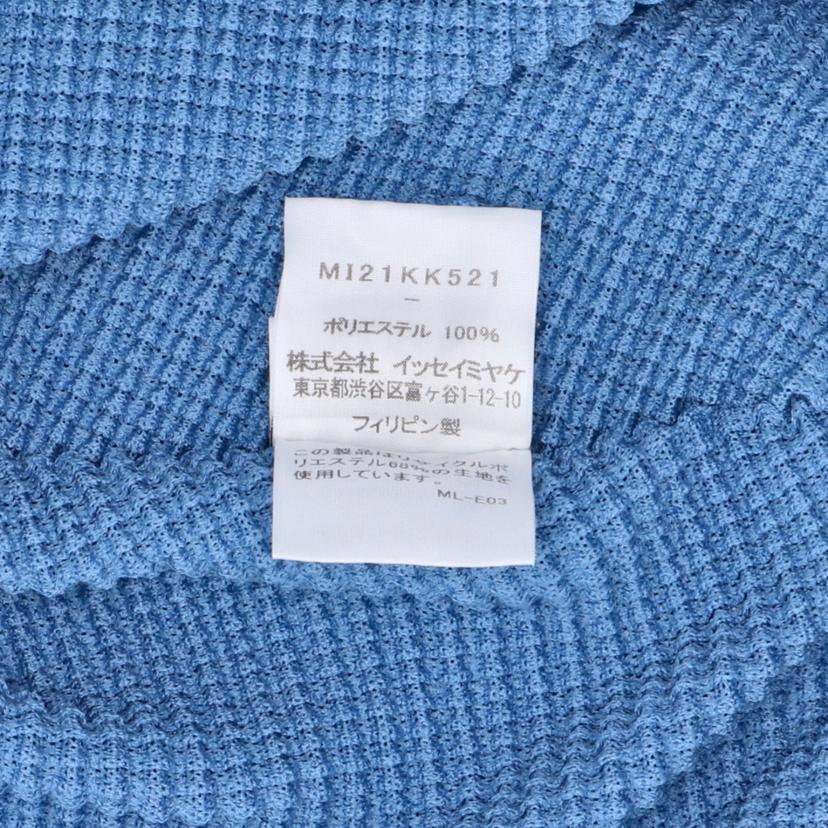 MI21KK521
—
ポリエステル 100%
株式会社 イッセイミヤケ
東京都渋谷区富ヶ谷1-12-10
フィリピン製
この製品はリサイクルポ
リエステル68%の生地を
使用しています。
ML-E03